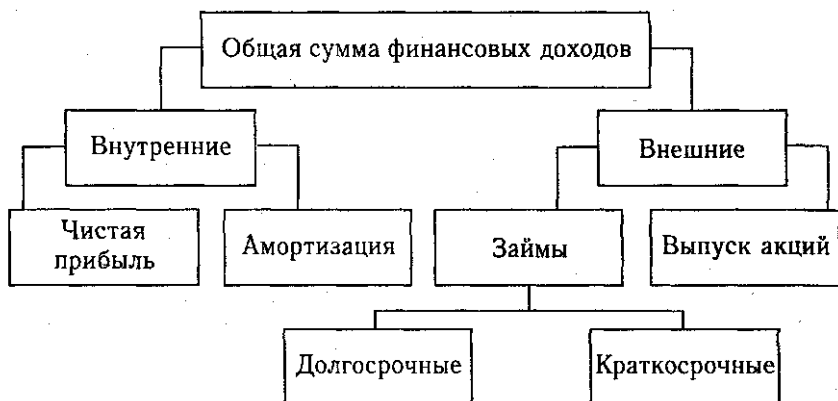 Общая сумма финансовых доходов
Внутренние
Внешние
Чистая
прибыль
Амортизация
Займы
Выпуск акций
Долгосрочные
Краткосрочные